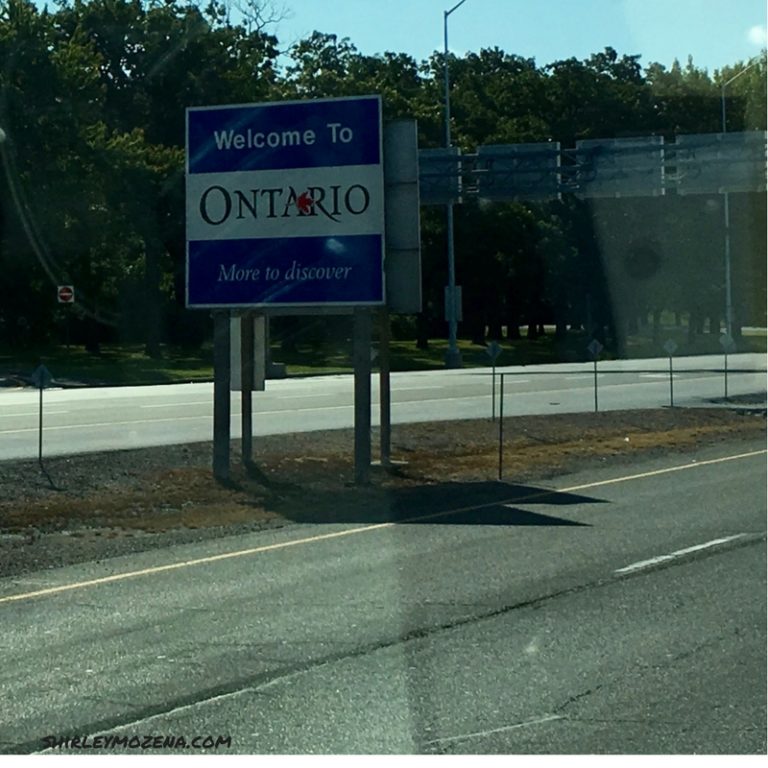 Welcome To
ONTARIO
More to discover
SHIRLEYMOZENA.COM